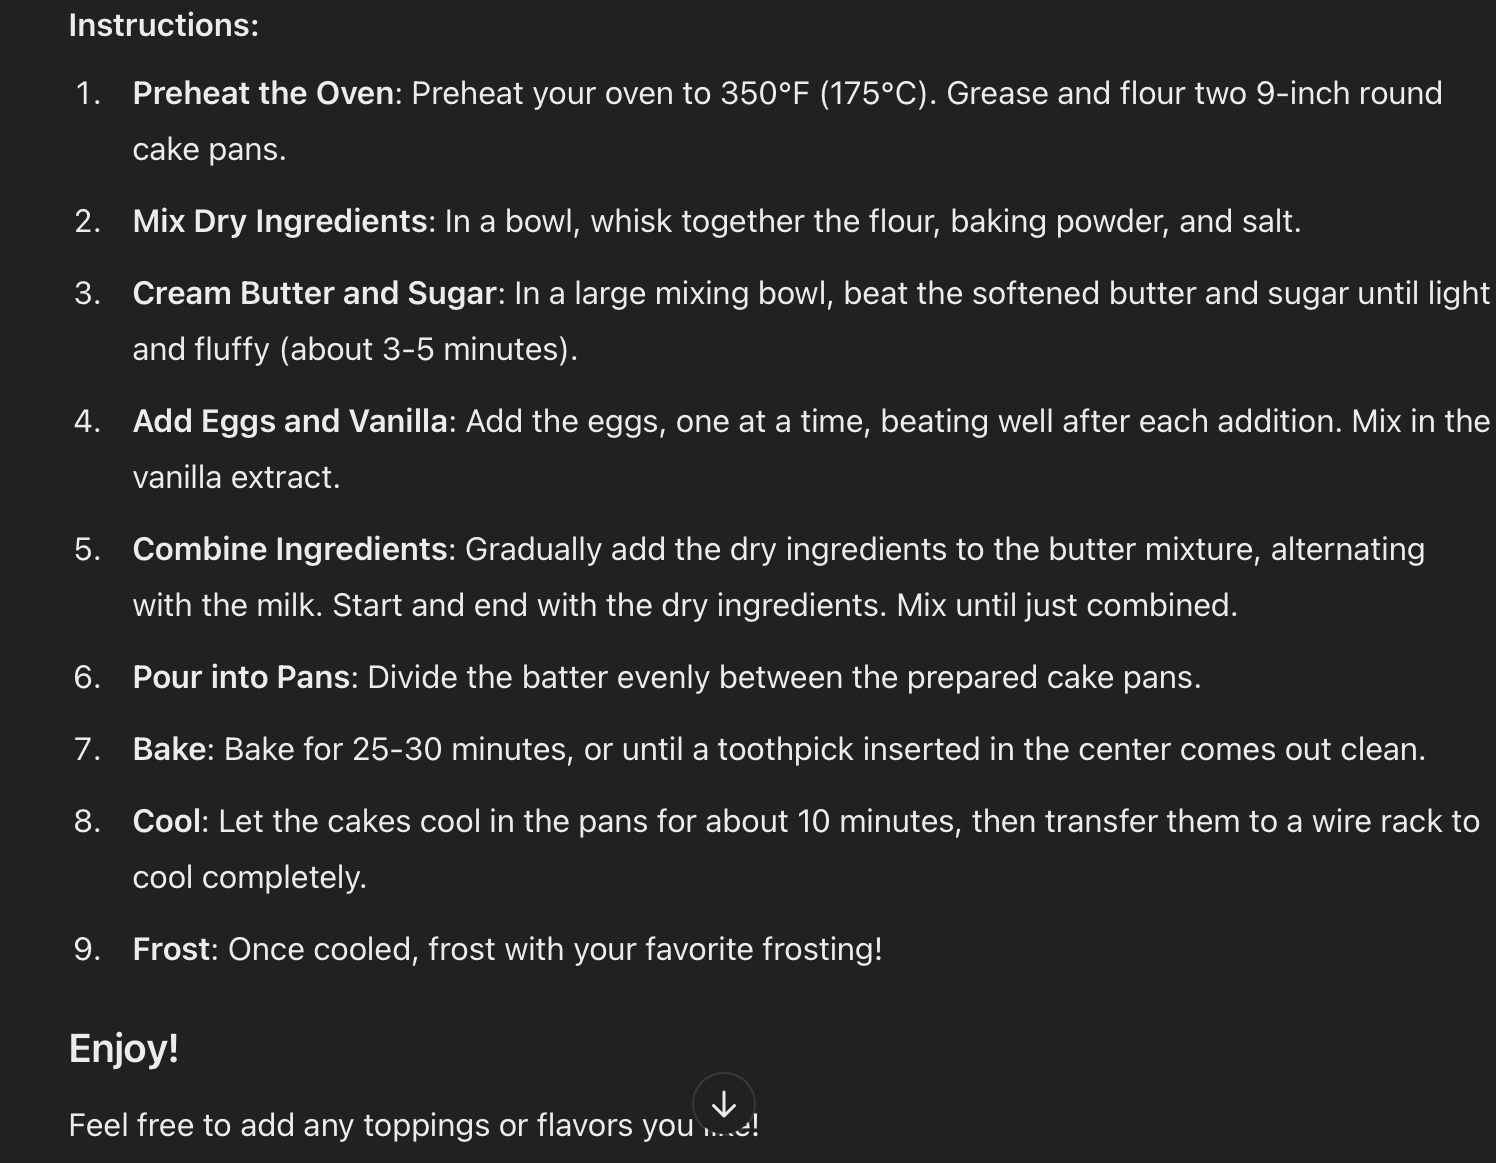 Instructions:
1. Preheat the Oven: Preheat your oven to 350°F (175°C). Grease and flour two 9-inch round
cake pans.
2. Mix Dry Ingredients: In a bowl, whisk together the flour, baking powder, and salt.
3. Cream Butter and Sugar: In a large mixing bowl, beat the softened butter and sugar until light
and fluffy (about 3-5 minutes).
4. Add Eggs and Vanilla: Add the eggs, one at a time, beating well after each addition. Mix in the
vanilla extract.
5. Combine Ingredients: Gradually add the dry ingredients to the butter mixture, alternating
with the milk. Start and end with the dry ingredients. Mix until just combined.
6. Pour into Pans: Divide the batter evenly between the prepared cake pans.
7. Bake: Bake for 25-30 minutes, or until a toothpick inserted in the center comes out clean.
8. Cool: Let the cakes cool in the pans for about 10 minutes, then transfer them to a wire rack to
cool completely.
9. Frost: Once cooled, frost with your favorite frosting!
Enjoy!
Feel free to add any toppings or flavors you !